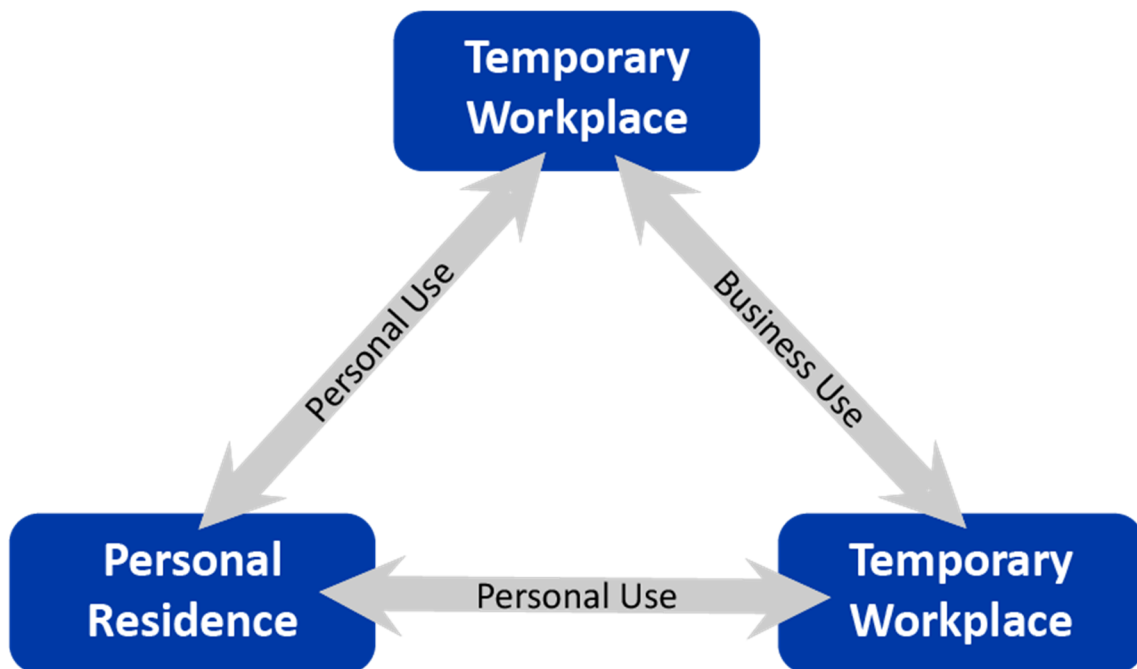 Temporary
Workplace
Personal Use
Business Use
Personal
Residence
Personal Use
Temporary
Workplace